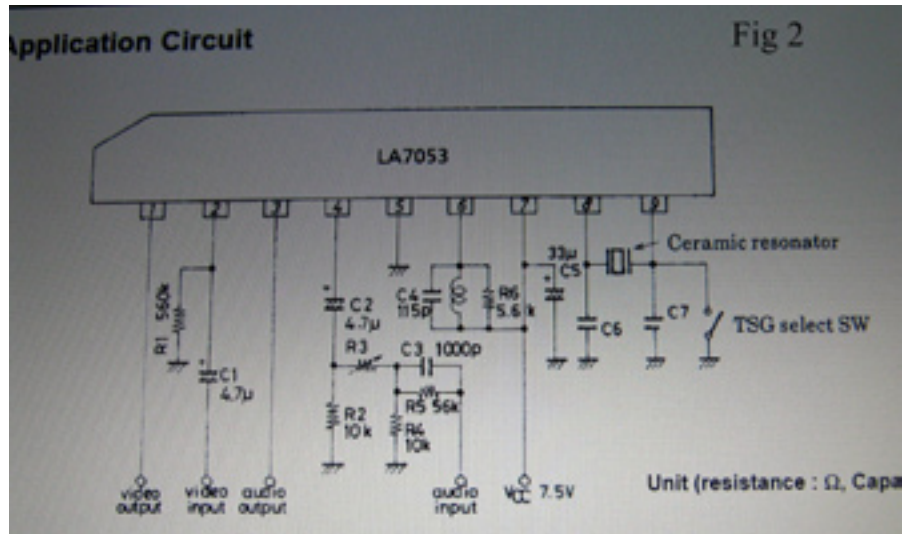 Application Circuit
Fig 2
LA7053
1 2 3 4 5 6 7 8 9
Ceramic resonator
33μ
C5
R1 560k
C2
4.7μ
C4
115p
R6
5.6 k
C6
C7
TSG select SW
R3
C3 1000p
C1
4.7μ
R5 56k
R2
10k
R4
10k
video
output
video
input
audio
output
audio
input
VCC 7.5V
Unit (resistance : Ω, Capa